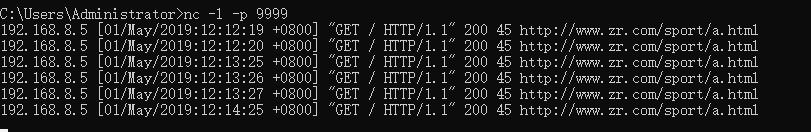 C:\Users\Administrator>nc -l -p 9999
192.168.8.5 [01/May/2019:12:12:19 +0800] "GET / HTTP/1.1" 200 45 http://www.zr.com/sport/a.html
192.168.8.5 [01/May/2019:12:12:20 +0800] "GET / HTTP/1.1" 200 45 http://www.zr.com/sport/a.html
192.168.8.5 [01/May/2019:12:13:25 +0800] "GET / HTTP/1.1" 200 45 http://www.zr.com/sport/a.html
192.168.8.5 [01/May/2019:12:13:26 +0800] "GET / HTTP/1.1" 200 45 http://www.zr.com/sport/a.html
192.168.8.5 [01/May/2019:12:13:27 +0800] "GET / HTTP/1.1" 200 45 http://www.zr.com/sport/a.html
192.168.8.5 [01/May/2019:12:14:25 +0800] "GET / HTTP/1.1" 200 45 http://www.zr.com/sport/a.html